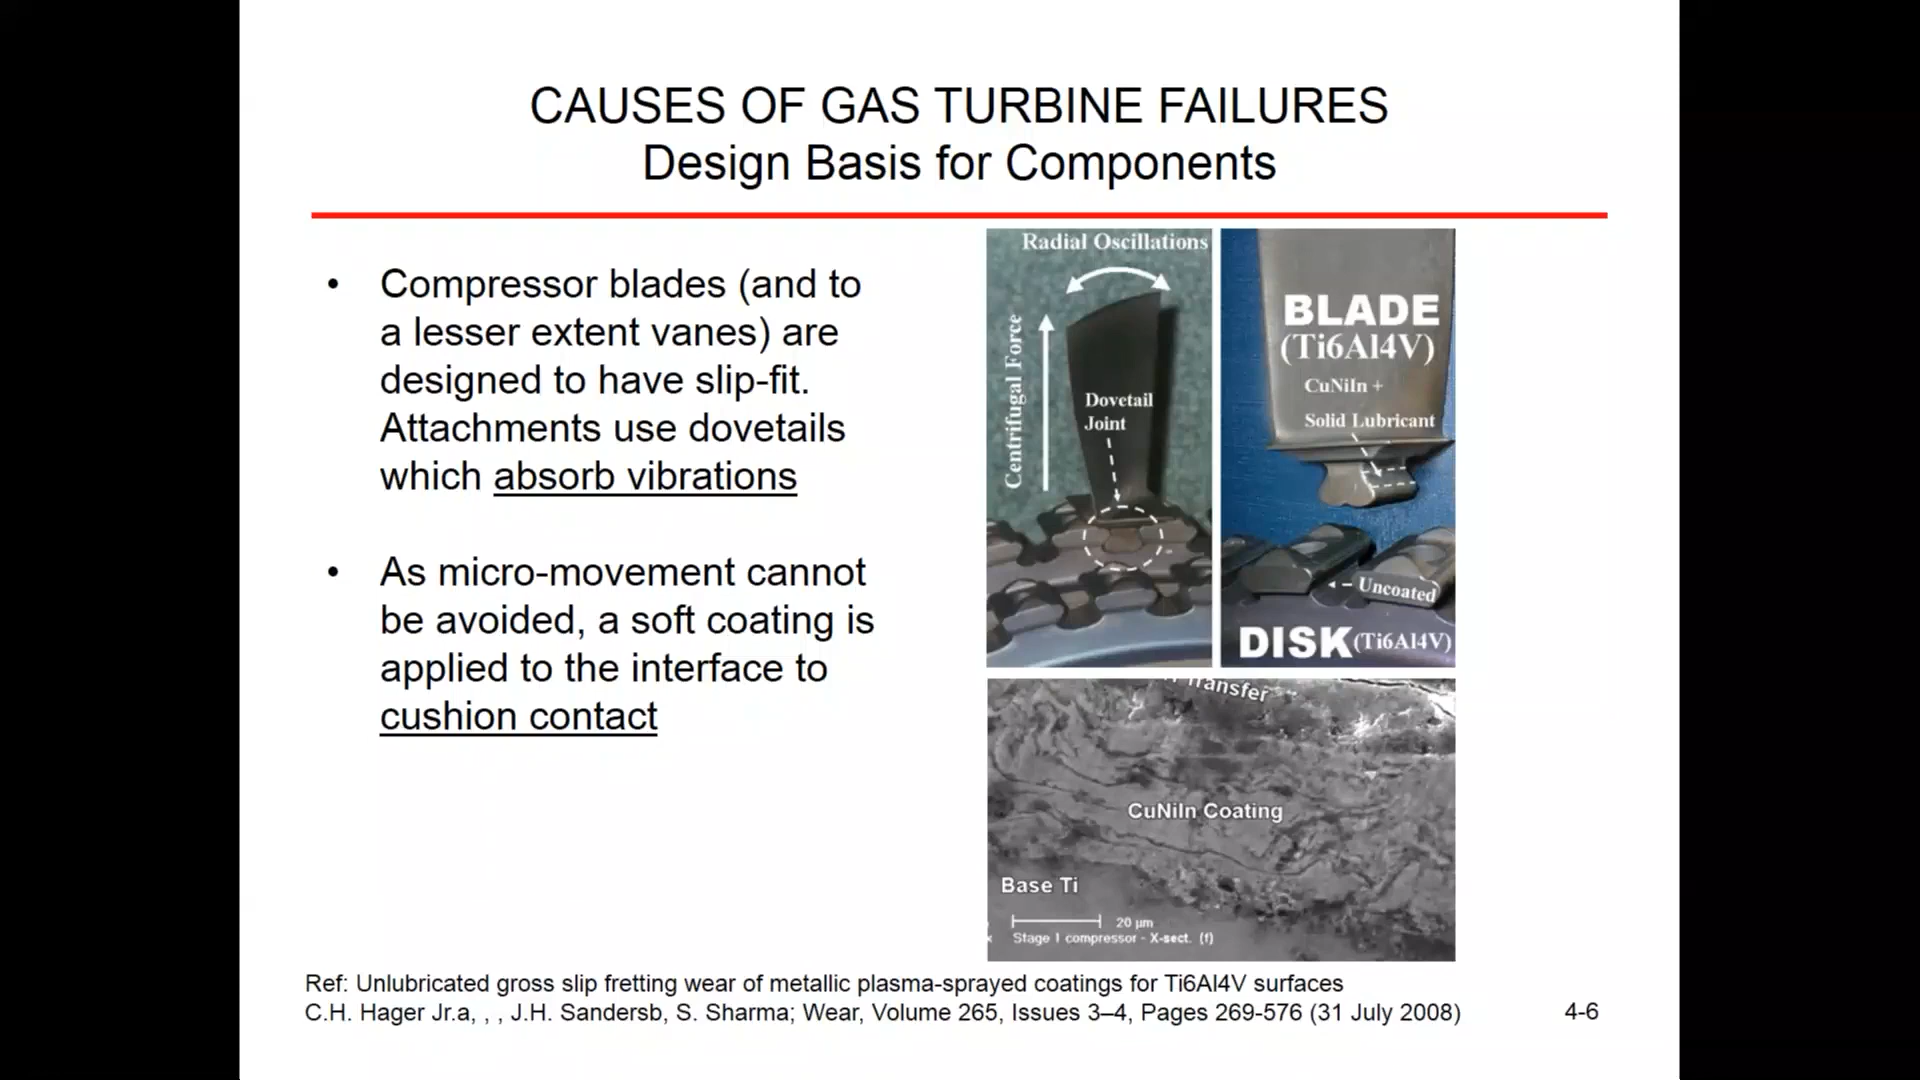 CAUSES OF GAS TURBINE FAILURES
Design Basis for Components
• Compressor blades (and to
a lesser extent vanes) are
designed to have slip-fit.
Attachments use dovetails
which absorb vibrations
• As micro-movement cannot
be avoided, a soft coating is
applied to the interface to
cushion contact
Radial Oscillations
Centrifugal Force
Dovetail
Joint
BLADE
(Ti6Al4V)
CuNiIn +
Solid Lubricant
Uncoated
DISK (Ti6Al4V)
Transfer
CuNiIn Coating
Base Ti
20 µm
Stage 1 compressor - X-sect. (f)
Ref: Unlubricated gross slip fretting wear of metallic plasma-sprayed coatings for Ti6Al4V surfaces
C.H. Hager Jr.a, , , J.H. Sandersb, S. Sharma; Wear, Volume 265, Issues 3–4, Pages 269-576 (31 July 2008)
4-6